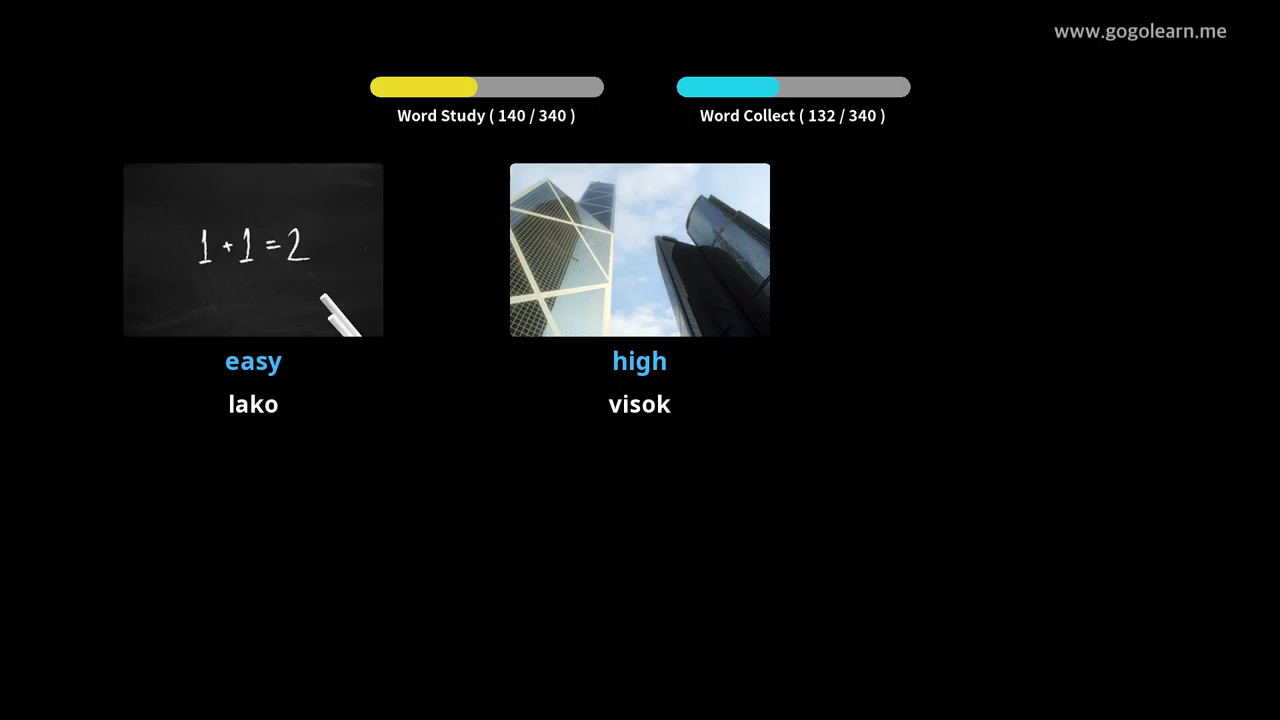 www.gogolearn.me
Word Study ( 140 / 340 )
Word Collect ( 132 / 340 )
1 + 1 = 2
easy
lako
high
visok